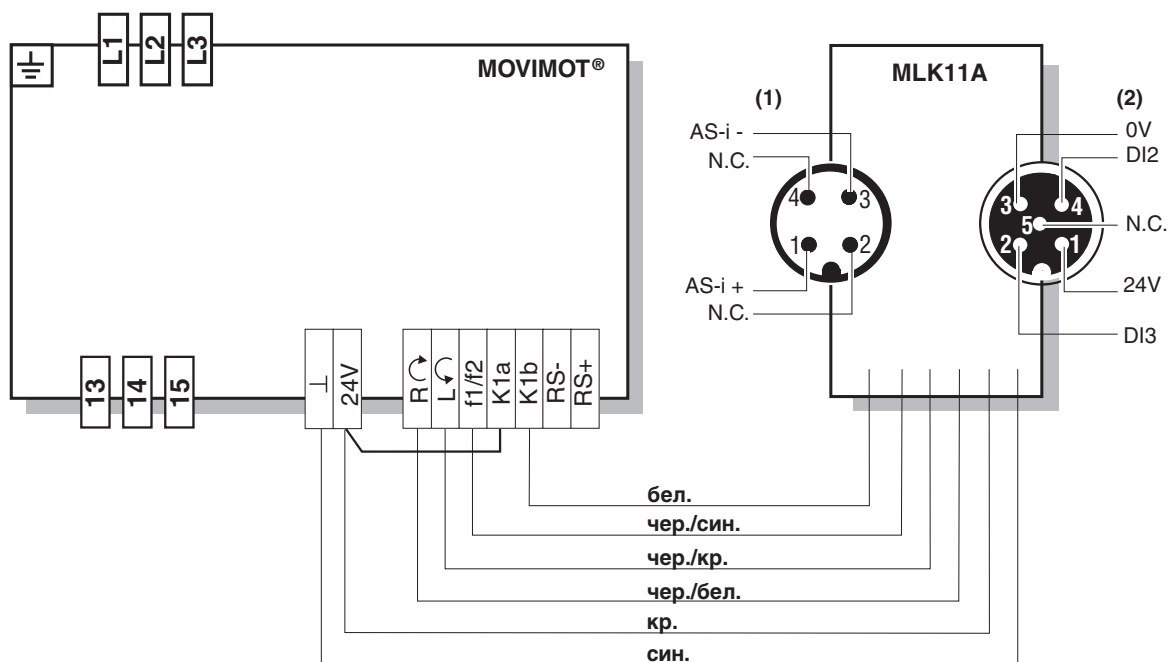 L1 L2 L3
MOVIMOT®
MLK11A
(1)
(2)
AS-i -
N.C.
4 3
1 2
AS-i +
N.C.
0V
DI2
3 4
5
2 1
N.C.
24V
DI3
13 14 15
⊥ 24V
R L f1/f2 K1a K1b RS- RS+
бел.
чер./син.
чер./кр.
чер./бел.
кр.
син.